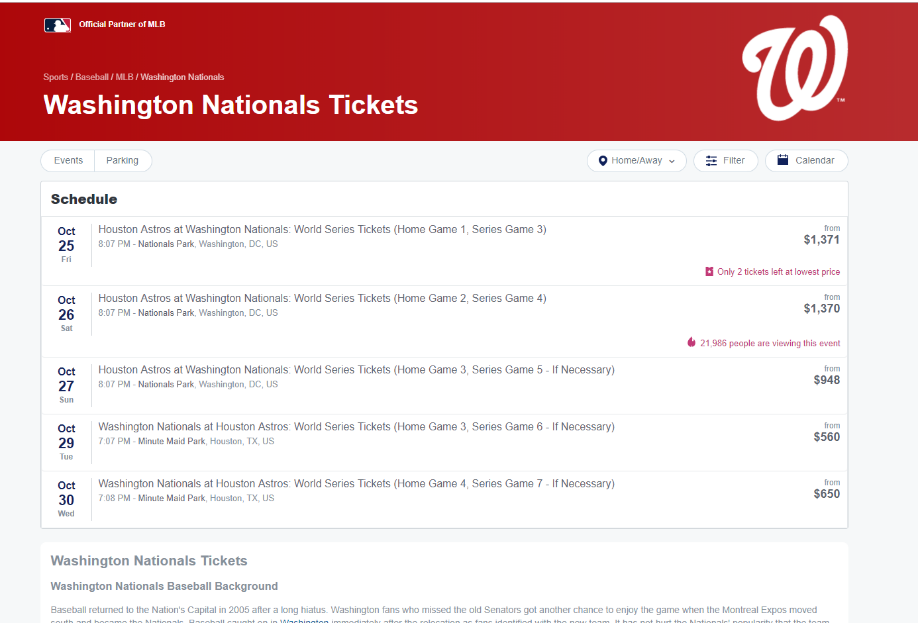 Official Partner of MLB
Sports / Baseball / MLB / Washington Nationals
Washington Nationals Tickets
W
TM
Events
Parking
Home/Away
Filter
Calendar
Schedule
Oct
25
Fri
Houston Astros at Washington Nationals: World Series Tickets (Home Game 1, Series Game 3)
8:07 PM - Nationals Park, Washington, DC, US
from
$1,371
Only 2 tickets left at lowest price
Oct
26
Sat
Houston Astros at Washington Nationals: World Series Tickets (Home Game 2, Series Game 4)
8:07 PM - Nationals Park, Washington, DC, US
from
$1,370
21,986 people are viewing this event
Oct
27
Sun
Houston Astros at Washington Nationals: World Series Tickets (Home Game 3, Series Game 5 - If Necessary)
8:07 PM - Nationals Park, Washington, DC, US
from
$948
Oct
29
Tue
Washington Nationals at Houston Astros: World Series Tickets (Home Game 3, Series Game 6 - If Necessary)
7:07 PM - Minute Maid Park, Houston, TX, US
from
$560
Oct
30
Wed
Washington Nationals at Houston Astros: World Series Tickets (Home Game 4, Series Game 7 - If Necessary)
7:08 PM - Minute Maid Park, Houston, TX, US
from
$650
Washington Nationals Tickets
Washington Nationals Baseball Background
Baseball returned to the Nation's Capital in 2005 after a long hiatus. Washington fans who missed the old Senators got another chance to enjoy the game when the Montreal Expos moved
south and became the Nationals. Baseball caught on in Washington immediately after the relocation as fans identified with the new team. It has not hurt the Nationals' popularity that the team